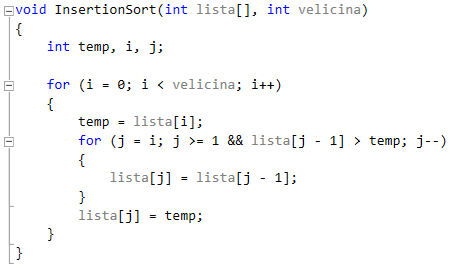 void InsertionSort(int lista[], int velicina)
{
    int temp, i, j;

    for (i = 0; i < velicina; i++)
    {
        temp = lista[i];
        for (j = i; j >= 1 && lista[j - 1] > temp; j--)
        {
            lista[j] = lista[j - 1];
        }
        lista[j] = temp;
    }
}